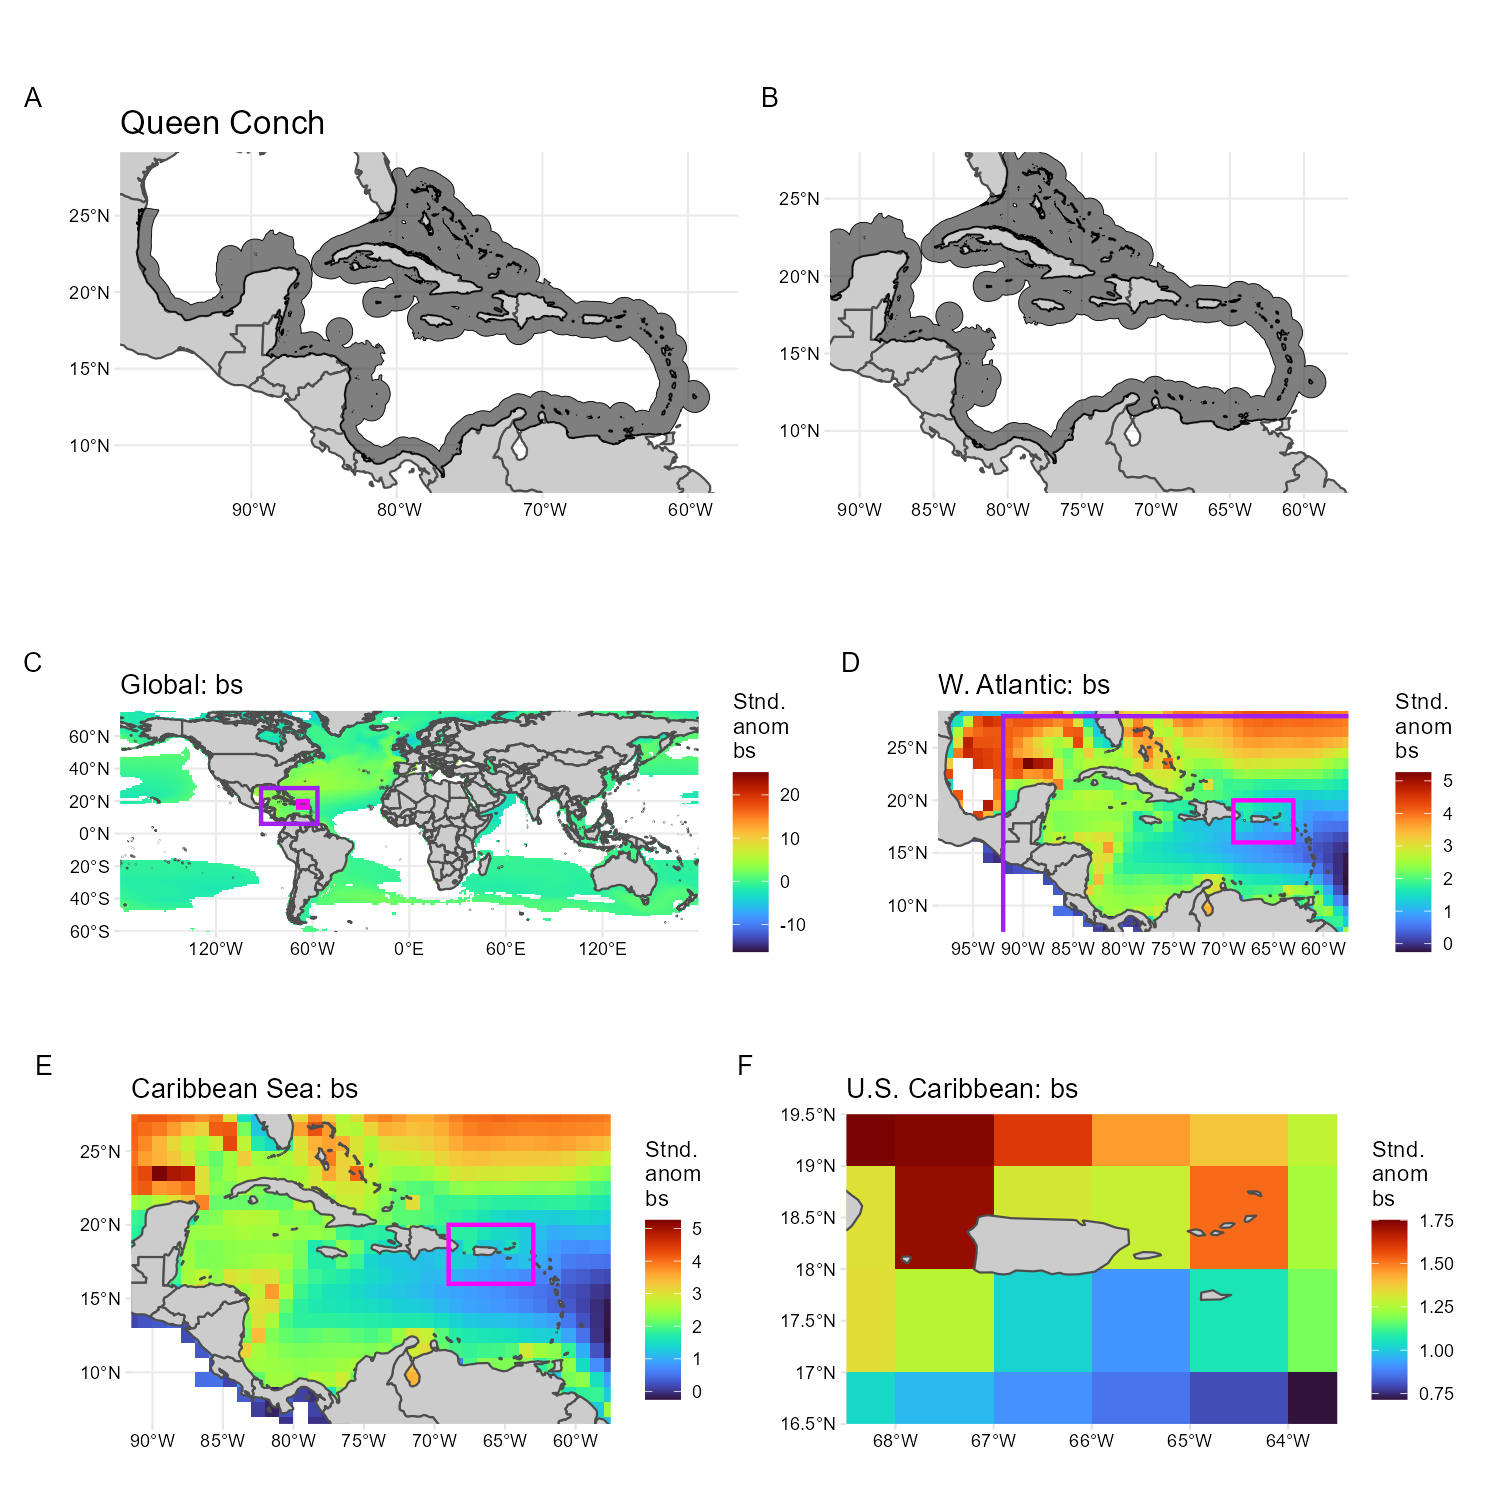 A
B
Queen Conch
25°N
20°N
15°N
10°N
90°W
80°W
70°W
60°W
25°N
20°N
15°N
10°N
90°W
85°W
80°W
75°W
70°W
65°W
60°W
C
D
Global: bs
60°N
40°N
20°N
0°N
20°S
40°S
60°S
120°W
60°W
0°E
60°E
120°E
Stnd.
anom
bs
20
10
0
-10
W. Atlantic: bs
25°N
20°N
15°N
10°N
95°W
90°W
85°W
80°W
75°W
70°W
65°W
60°W
Stnd.
anom
bs
5
4
3
2
1
0
E
F
Caribbean Sea: bs
25°N
20°N
15°N
10°N
90°W
85°W
80°W
75°W
70°W
65°W
60°W
Stnd.
anom
bs
5
4
3
2
1
0
U.S. Caribbean: bs
19.5°N
19°N
18.5°N
18°N
17.5°N
17°N
16.5°N
68°W
67°W
66°W
65°W
64°W
Stnd.
anom
bs
1.75
1.50
1.25
1.00
0.75